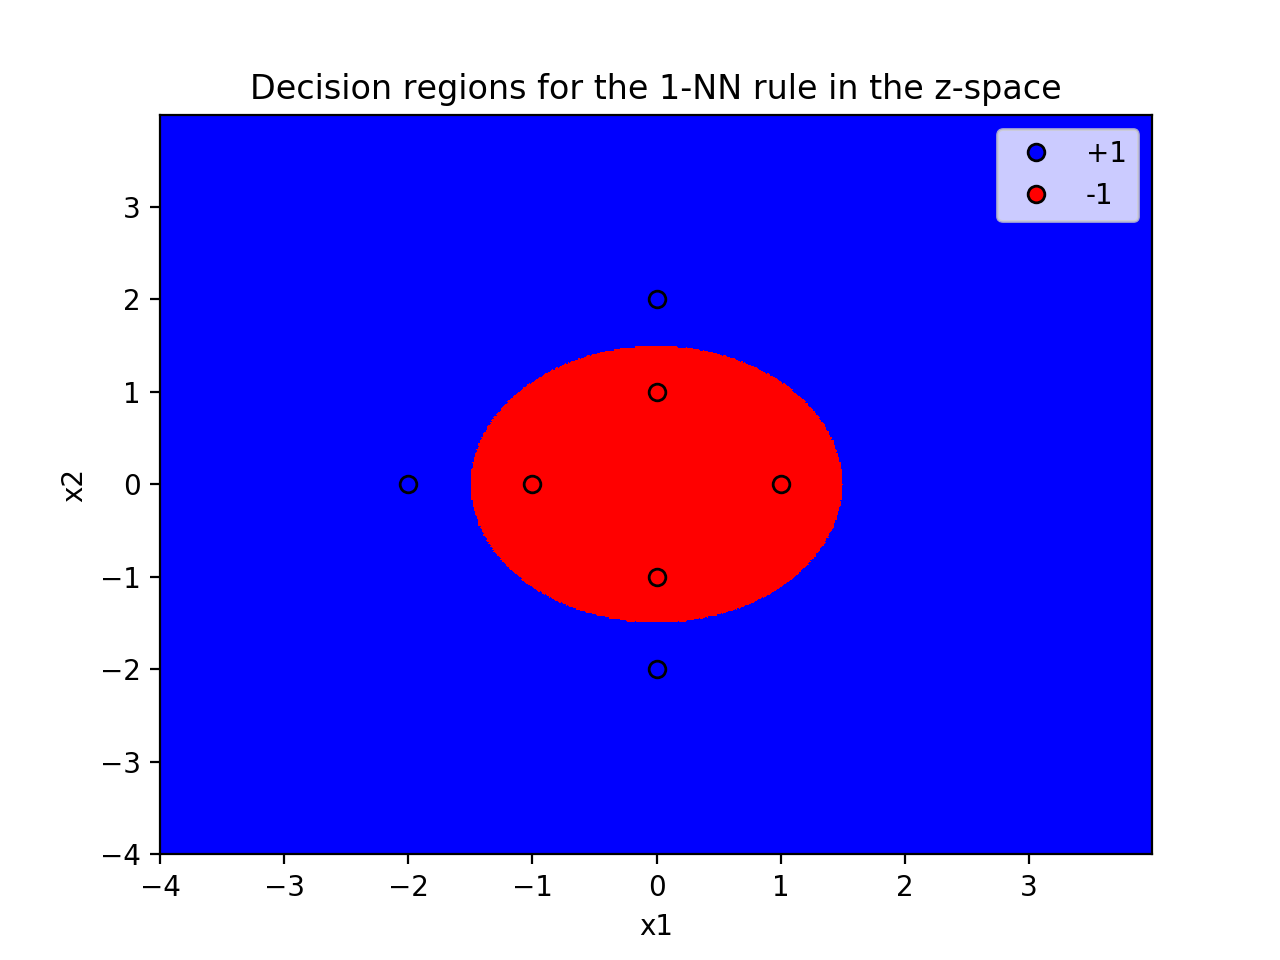 Decision regions for the 1-NN rule in the z-space
+1
-1
3
2
1
0
−1
−2
−3
−4
x2
−4 −3 −2 −1 0 1 2 3
x1